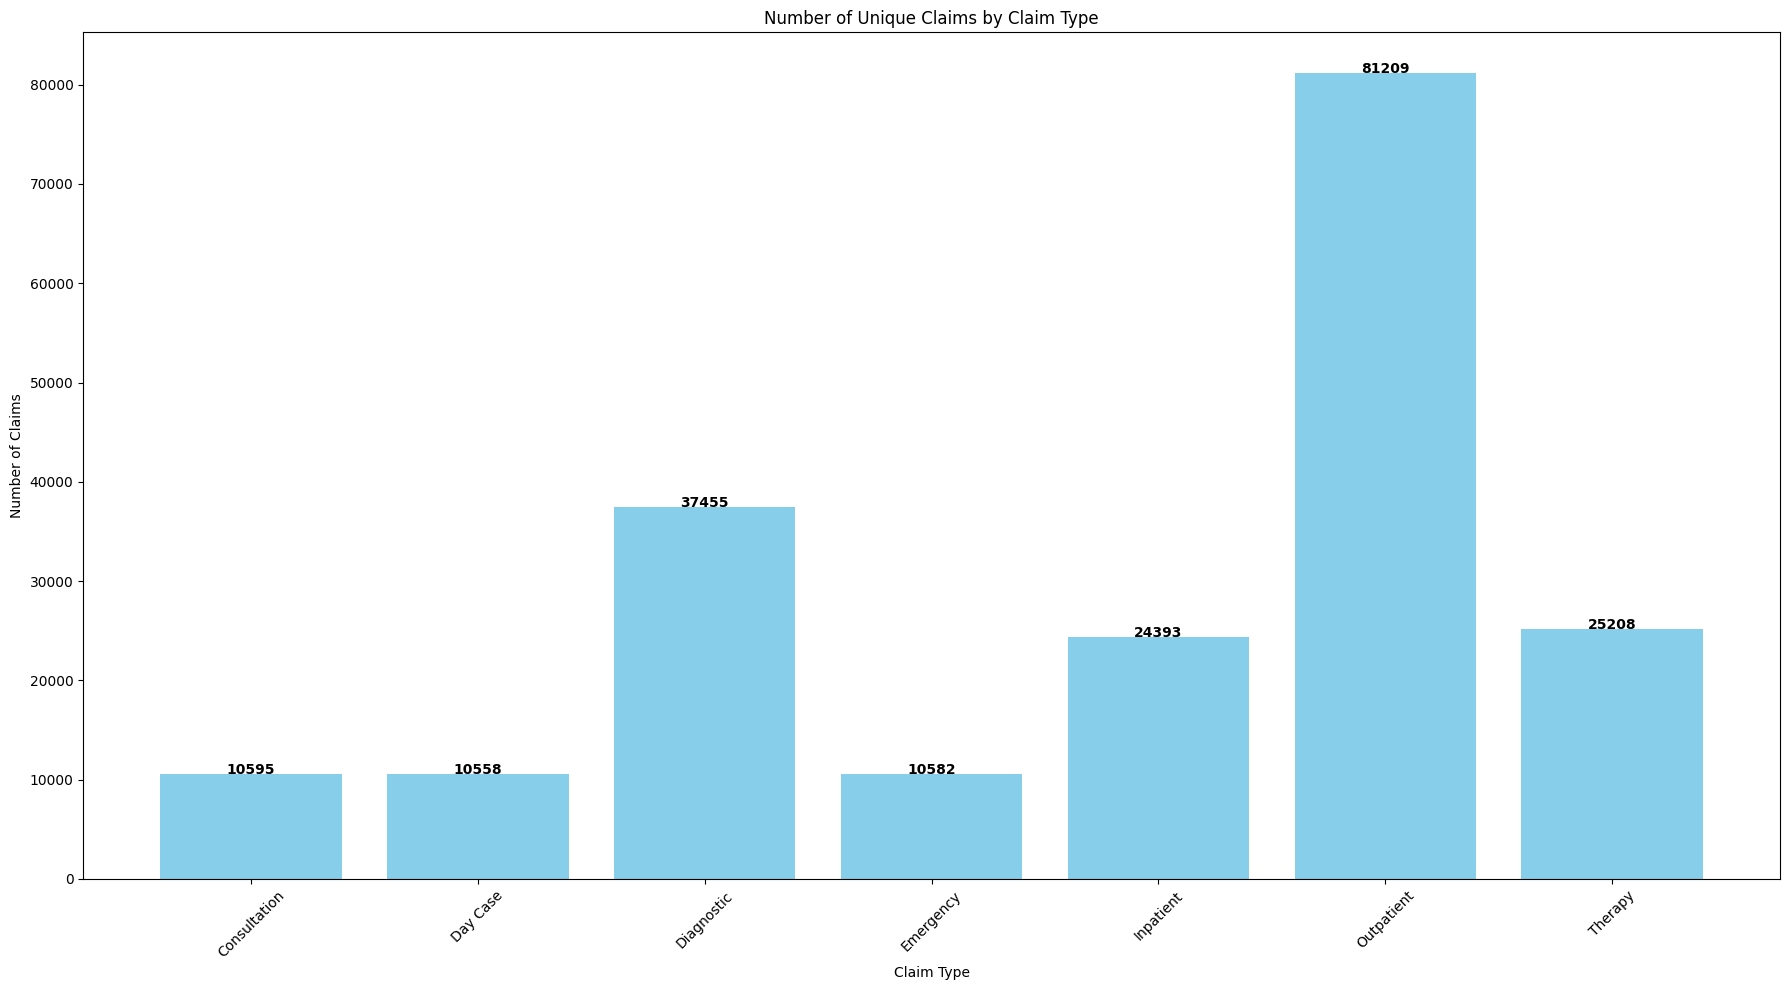 Number of Unique Claims by Claim Type
Number of Claims
80000
70000
60000
50000
40000
30000
20000
10000
0
10595
10558
37455
10582
24393
81209
25208
Consultation
Day Case
Diagnostic
Emergency
Inpatient
Outpatient
Therapy
Claim Type